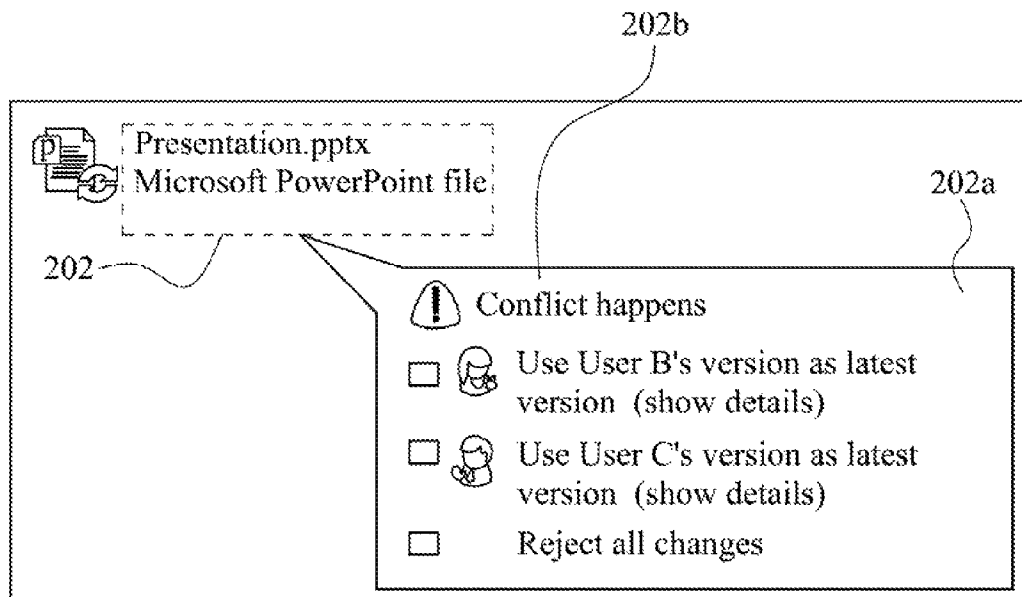 202b
Presentation.pptx
Microsoft PowerPoint file
p
202a
202
! Conflict happens
Use User B's version as latest
version (show details)
Use User C's version as latest
version (show details)
Reject all changes